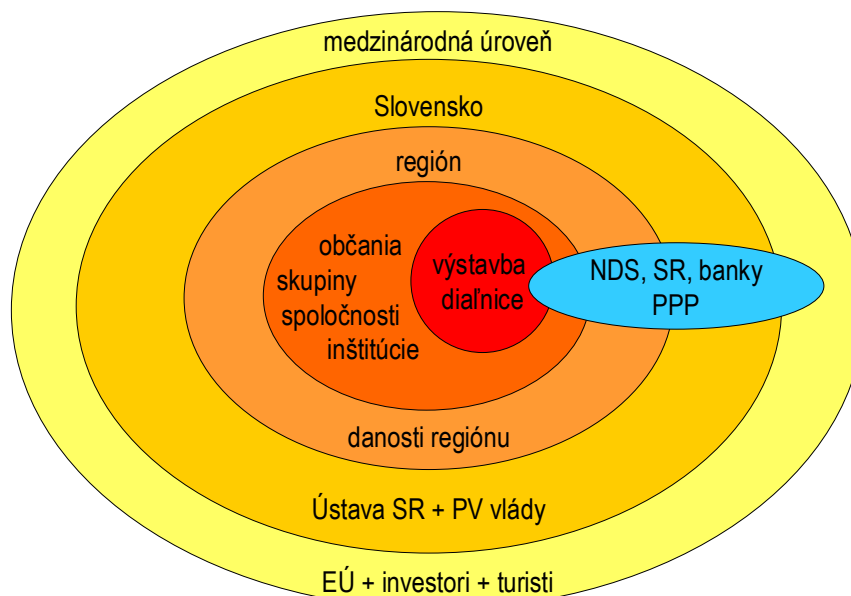 medzinárodná úroveň
Slovensko
región
občania
skupiny
spoločnosti
inštitúcie
výstavba
diaľnice
NDS, SR, banky
PPP
danosti regiónu
Ústava SR + PV vlády
EÚ + investori + turisti